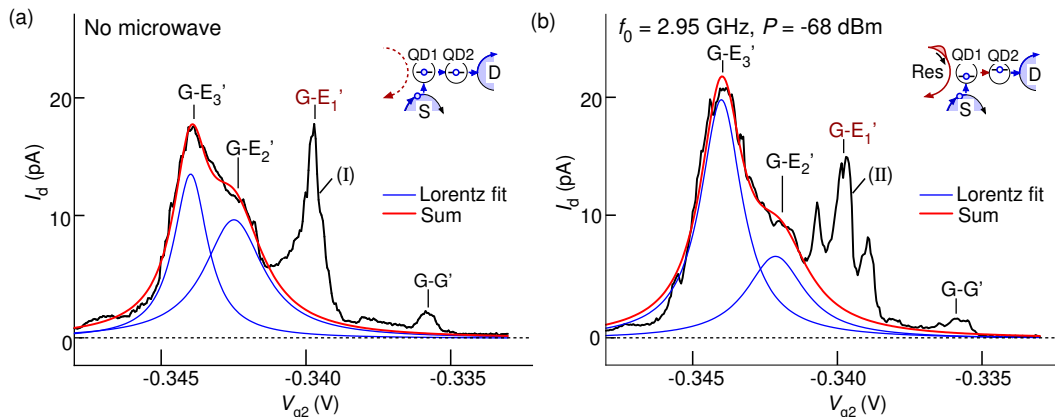 (a)
No microwave
QD1 QD2
D
S
G-E3'
G-E2'
G-E1'
(I)
G-G'
Lorentz fit
Sum
Id (pA)
20
10
0
-0.345 -0.340 -0.335
Vg2 (V)
(b)
f0 = 2.95 GHz, P = -68 dBm
Res
QD1 QD2
D
S
G-E3'
G-E2'
G-E1'
(II)
G-G'
Lorentz fit
Sum
Id (pA)
20
10
0
-0.345 -0.340 -0.335
Vg2 (V)